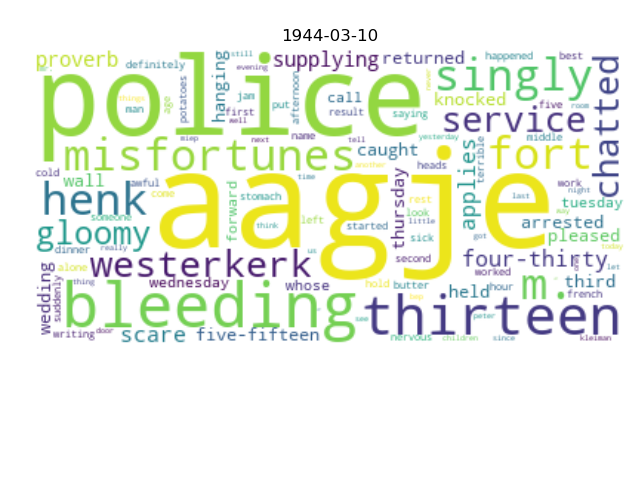 1944-03-10
proverb definitely
police
still
evening
supplying returned happened best
hanging
potatoes
age
man
things
jam
first
well
put
afternoon
call
result
saying
never
singly
knocked
five
room
service
chatted
misfortunes
miep next name tell yesterday
middle
caught
heads
another
fort
terrible
applies
cold wall awful
come
henk
someone
gloomy
dinner really
aagje
time
stomach
forward
think
left
started
us
thursday
rest
look
little
sick
second
last
got
work
night
tuesday
may
arrested
pleased
today
wedding
alone
thing
suddenly
westerkerk
wednesday
whose
hold butter
four-thirty
worked
held hour
m.
third
french
let
bleeding
see
peter
thirteen
writing door
scare five-fifteen
nervous children since kleiman